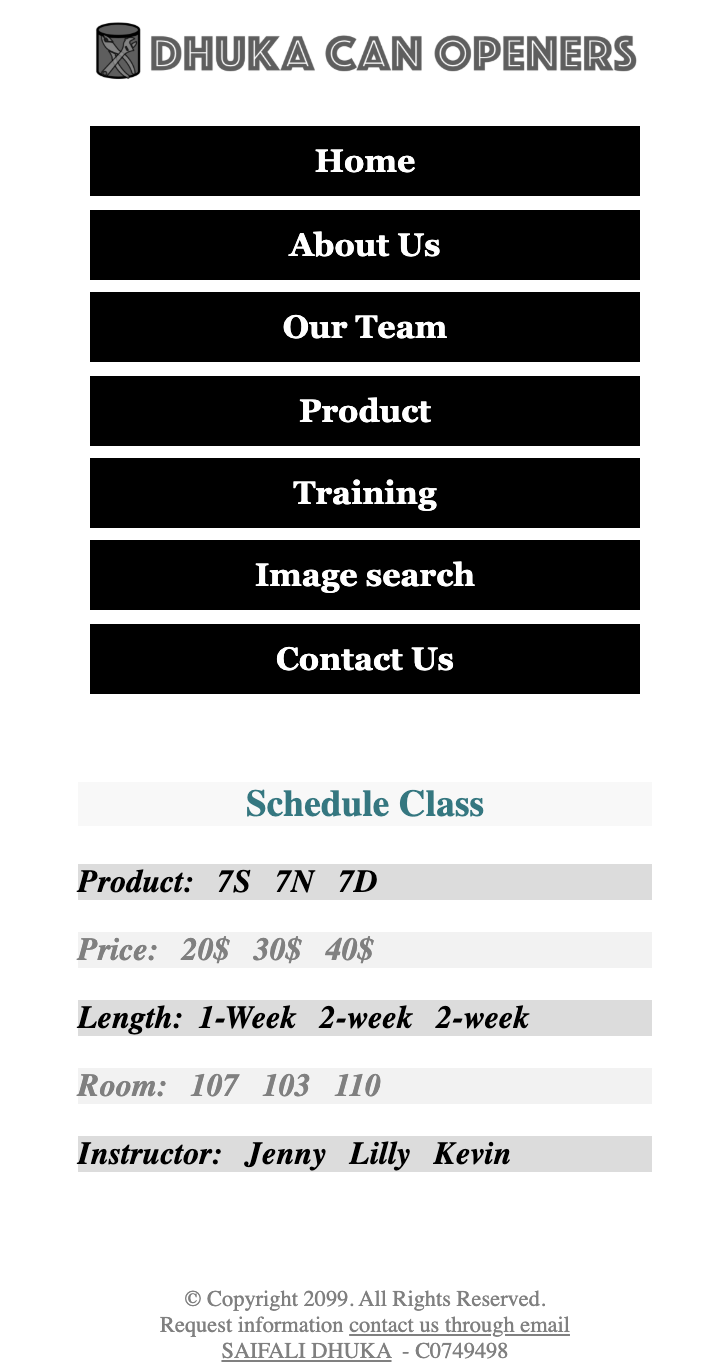 DHUKA CAN OPENERS
Home
About Us
Our Team
Product
Training
Image search
Contact Us
Schedule Class
Product: 7S 7N 7D
Price: 20$ 30$ 40$
Length: 1-Week 2-week 2-week
Room: 107 103 110
Instructor: Jenny Lilly Kevin
© Copyright 2099. All Rights Reserved.
Request information contact us through email
SAIFALI DHUKA - C0749498